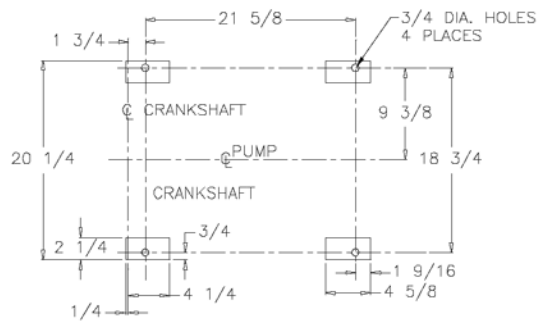 21 5/8
3/4 DIA. HOLES
4 PLACES
1 3/4
℄ CRANKSHAFT
9 3/8
20 1/4
℄ PUMP
18 3/4
CRANKSHAFT
2 1/4
3/4
1 9/16
1/4
4 1/4
4 5/8